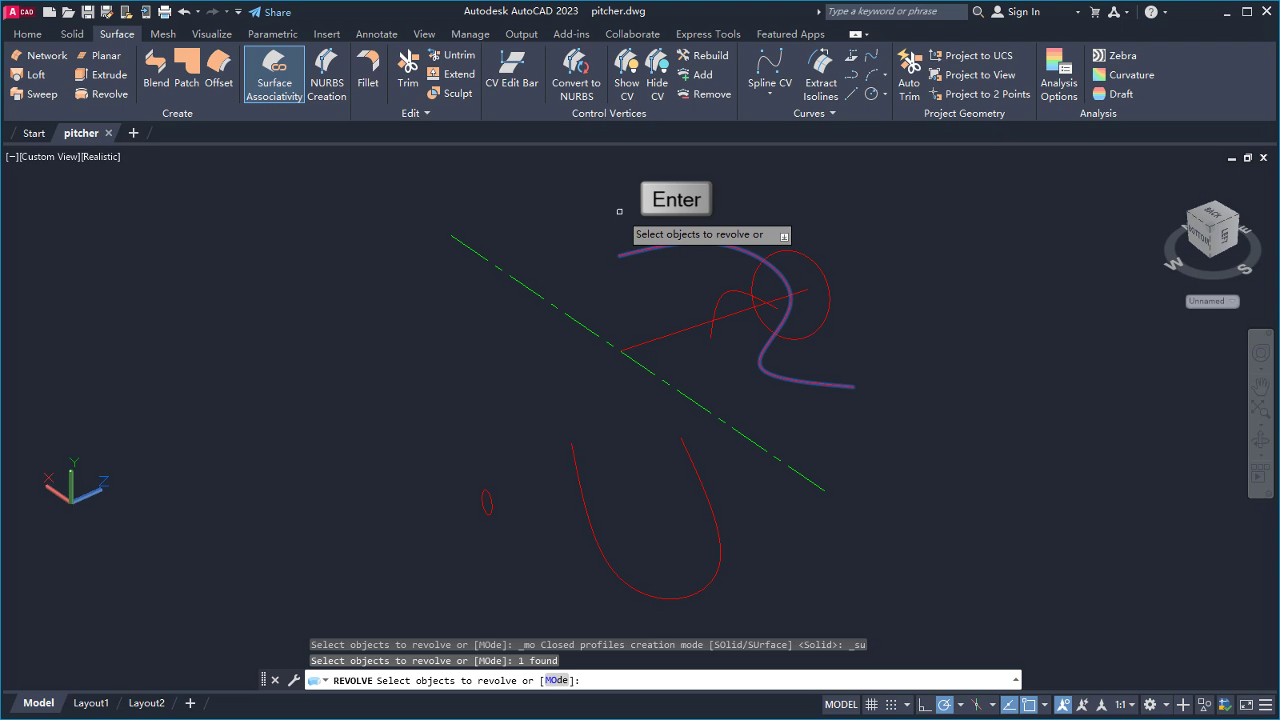 CAD
Share
Autodesk AutoCAD 2023 pitcher.dwg
Type a keyword or phrase
Sign In
Home Solid Surface Mesh Visualize Parametric Insert Annotate View Manage Output Add-ins Collaborate Express Tools Featured Apps
Network
Loft
Sweep
Planar
Extrude
Revolve
Blend
Patch
Offset
Surface
Associativity
NURBS
Creation
Create
Fillet
Trim
Untrim
Extend
Sculpt
Edit
CV Edit Bar
Convert to
NURBS
Show
CV
Hide
CV
Rebuild
Add
Remove
Control Vertices
Spline CV
Extract
Isolines
Curves
Auto
Trim
Project to UCS
Project to View
Project to 2 Points
Project Geometry
Analysis
Options
Zebra
Curvature
Draft
Analysis
Start
pitcher
[−][Custom View][Realistic]
Enter
Select objects to revolve or
BACK
BOTTOM
LEFT
E
W
S
Unnamed
X
Y
Z
Select objects to revolve or [MOde]: _mo Closed profiles creation mode [SOlid/SUrface] <Solid>: _su
Select objects to revolve or [MOde]: 1 found
REVOLVE Select objects to revolve or [MOde]:
Model
Layout1
Layout2
MODEL
1:1